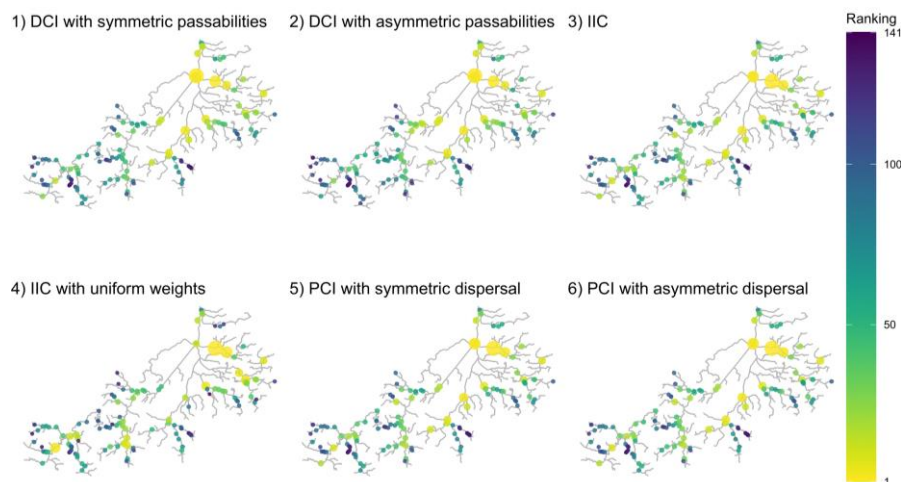 1) DCI with symmetric passabilities
2) DCI with asymmetric passabilities
3) IIC
Ranking
141
100
50
1
4) IIC with uniform weights
5) PCI with symmetric dispersal
6) PCI with asymmetric dispersal